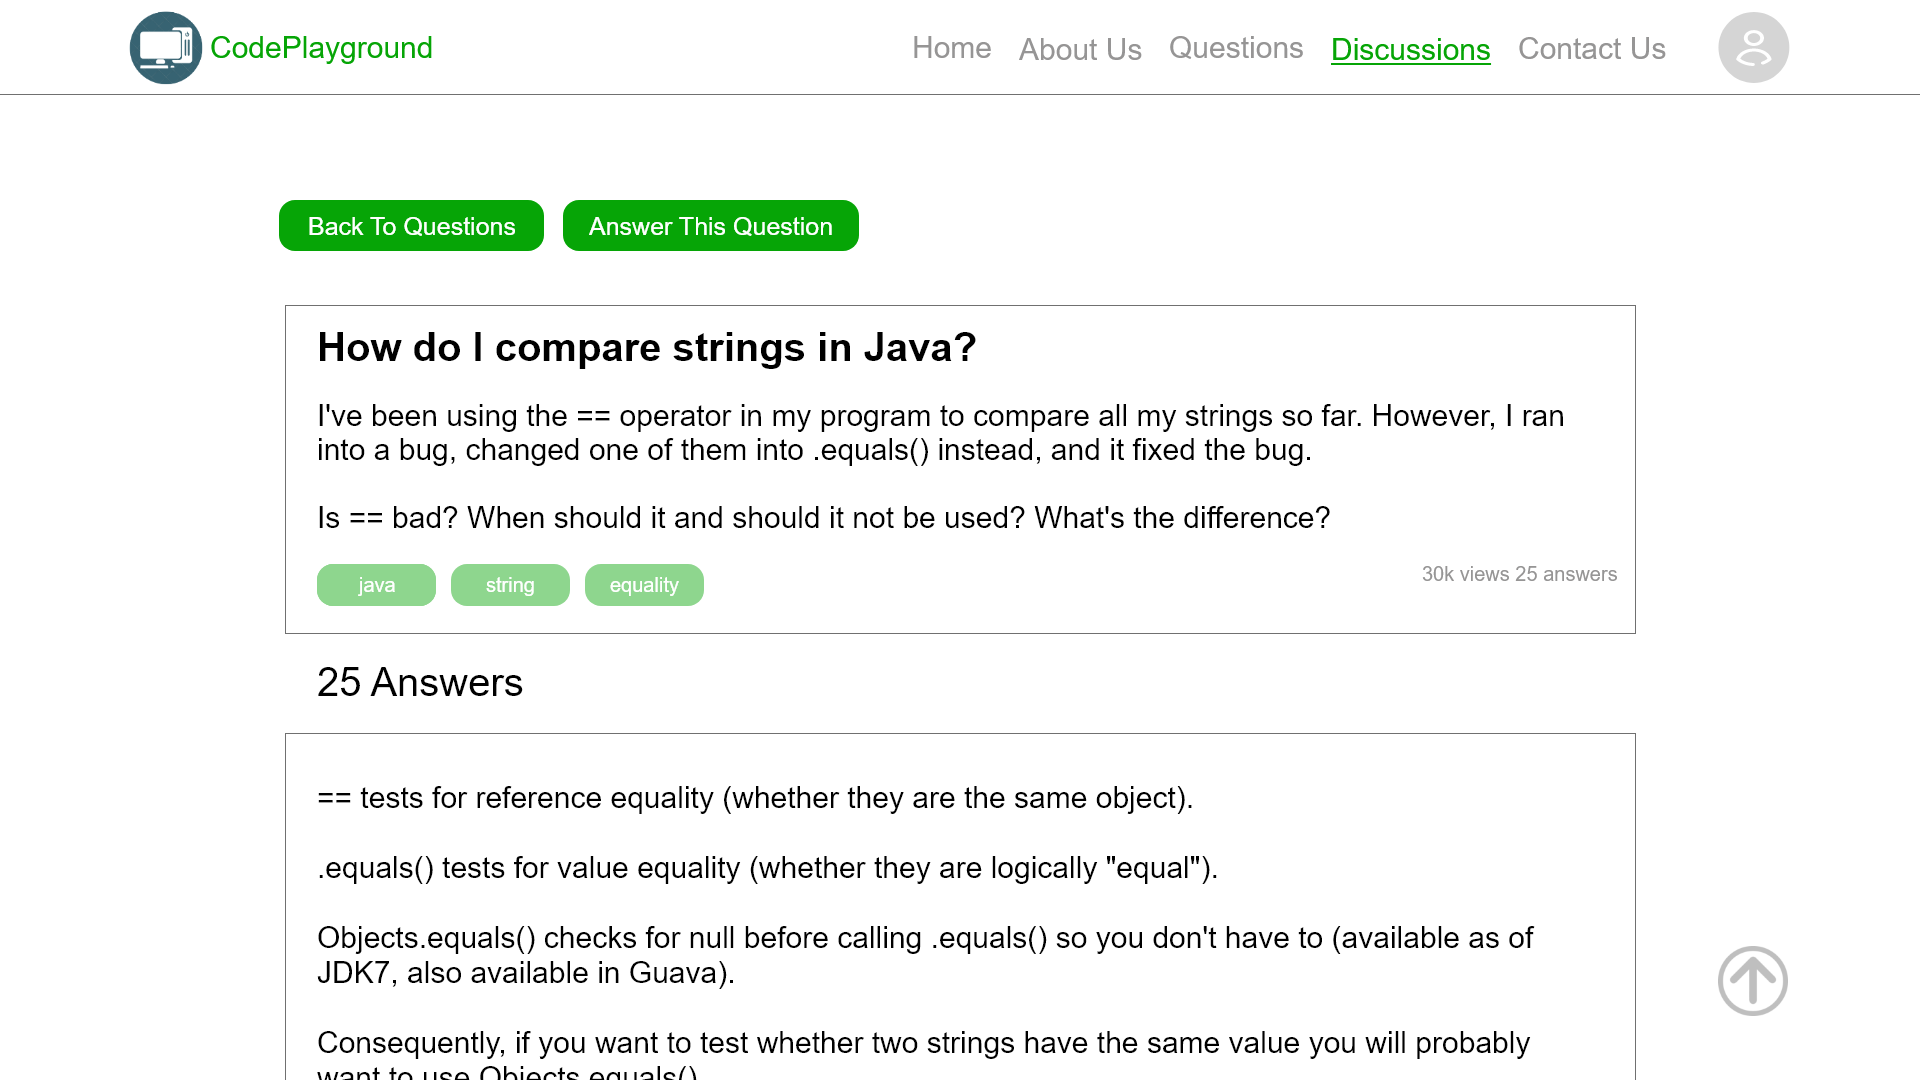 CodePlayground
Home About Us Questions Discussions Contact Us
Back To Questions Answer This Question
How do I compare strings in Java?
I've been using the == operator in my program to compare all my strings so far. However, I ran
into a bug, changed one of them into .equals() instead, and it fixed the bug.
Is == bad? When should it and should it not be used? What's the difference?
java string equality
30k views 25 answers
25 Answers
== tests for reference equality (whether they are the same object).
.equals() tests for value equality (whether they are logically "equal").
Objects.equals() checks for null before calling .equals() so you don't have to (available as of
JDK7, also available in Guava).
Consequently, if you want to test whether two strings have the same value you will probably
want to use Objects.equals().